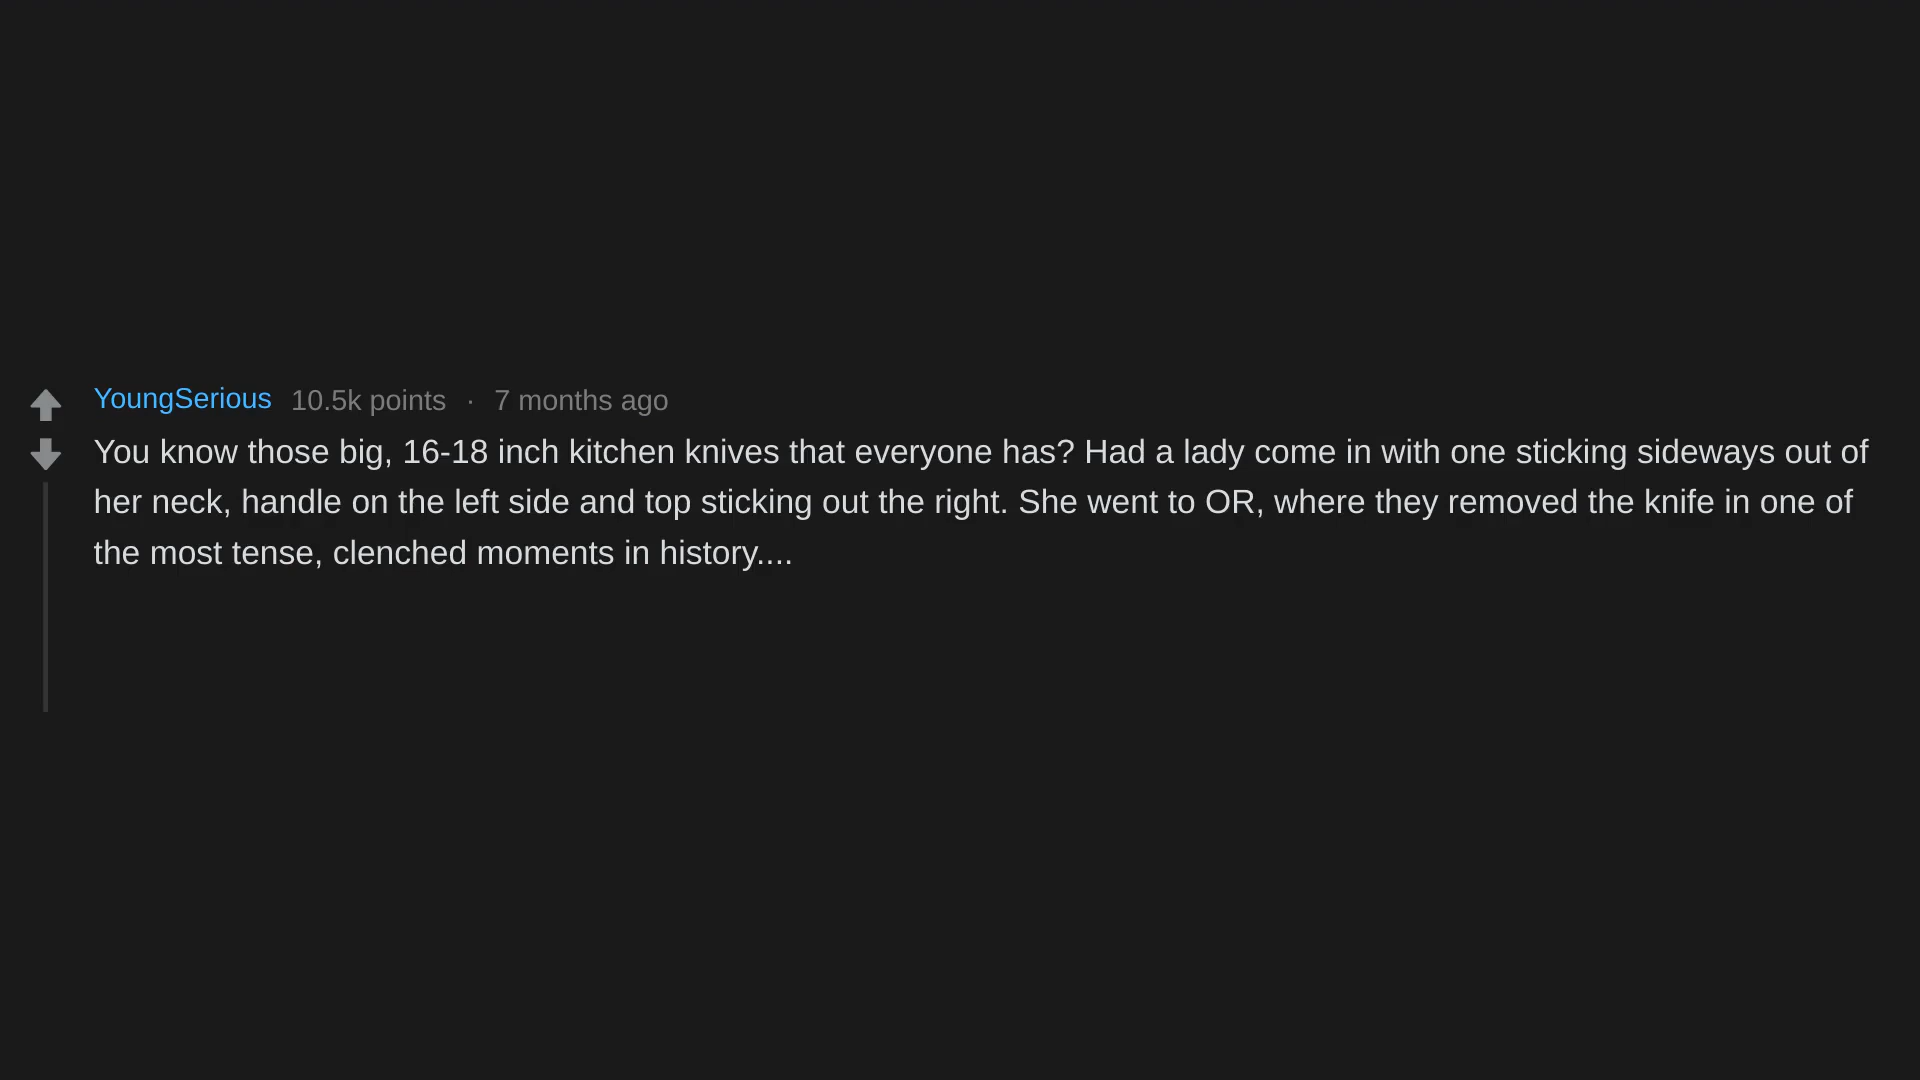 YoungSerious 10.5k points · 7 months ago
You know those big, 16-18 inch kitchen knives that everyone has? Had a lady come in with one sticking sideways out of
her neck, handle on the left side and top sticking out the right. She went to OR, where they removed the knife in one of
the most tense, clenched moments in history....